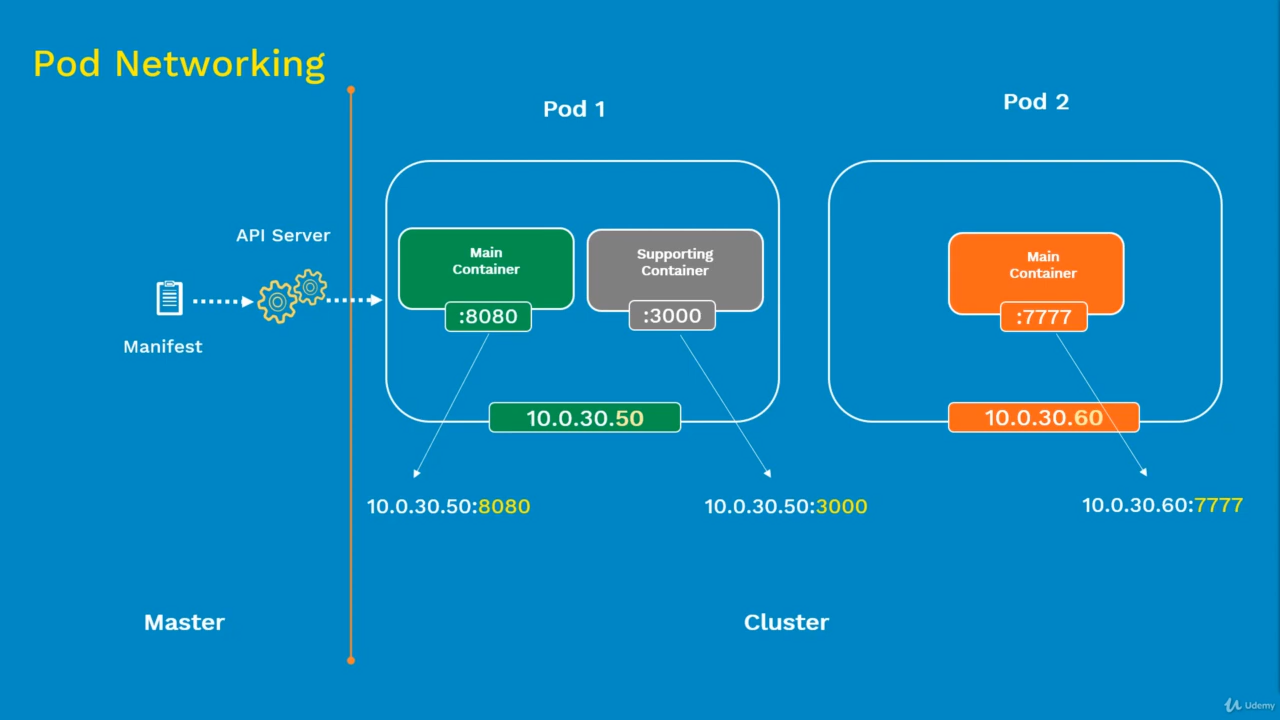 Pod Networking
Pod 1
Pod 2
API Server
Manifest
Main
Container
:8080
Supporting
Container
:3000
Main
Container
:7777
10.0.30.50
10.0.30.60
10.0.30.50:8080
10.0.30.50:3000
10.0.30.60:7777
Master
Cluster
Udemy